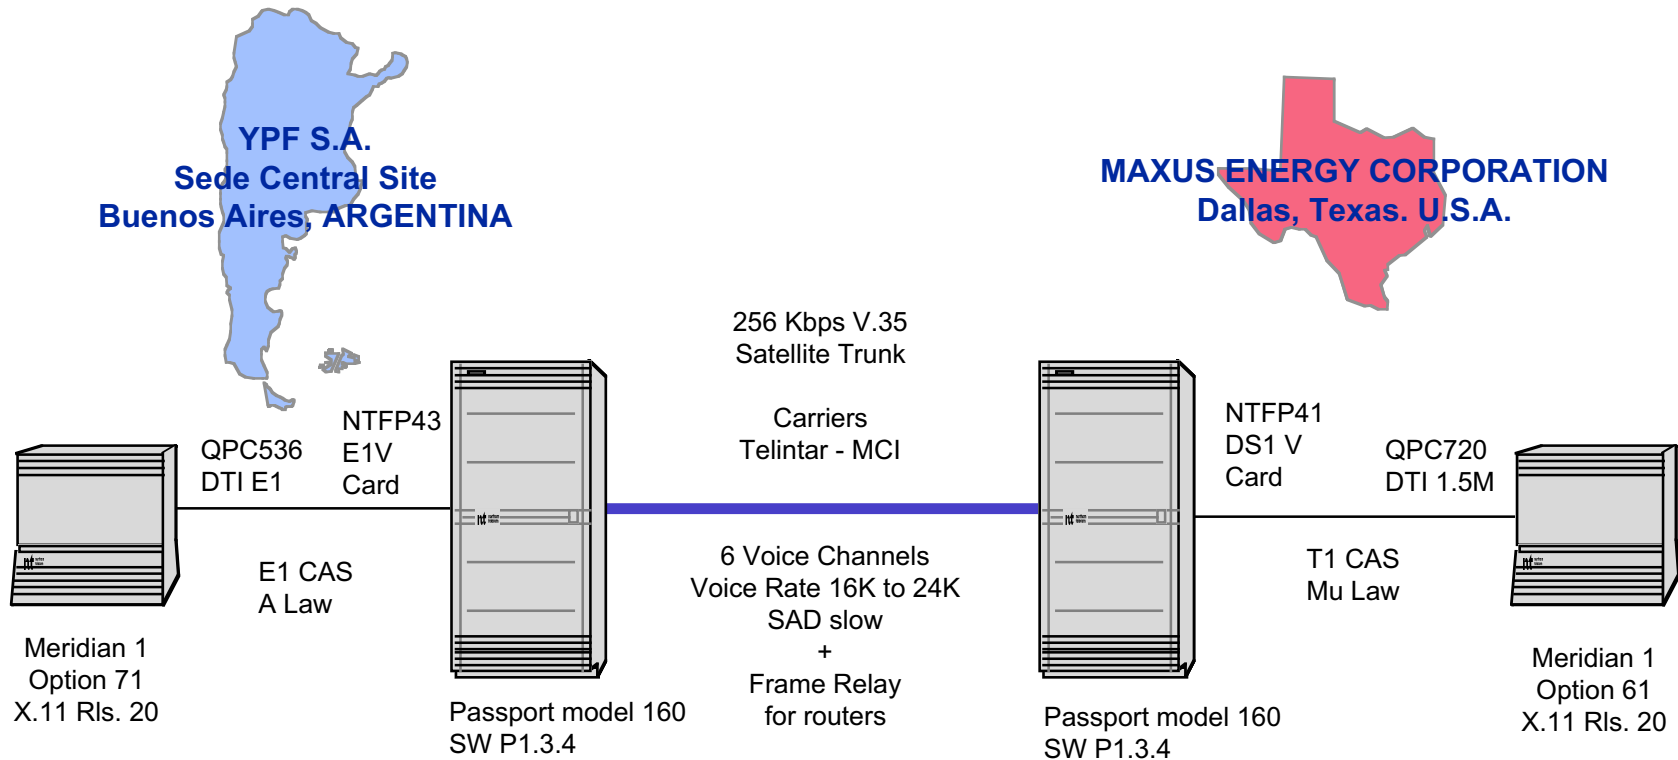 YPF S.A.
Sede Central Site
Buenos Aires, ARGENTINA
MAXUS ENERGY CORPORATION
Dallas, Texas. U.S.A.
256 Kbps V.35
Satellite Trunk
Carriers
Telintar - MCI
QPC536
DTI E1
NTFP43
E1V
Card
NTFP41
DS1 V
Card
QPC720
DTI 1.5M
E1 CAS
A Law
6 Voice Channels
Voice Rate 16K to 24K
SAD slow
+
Frame Relay
for routers
T1 CAS
Mu Law
Meridian 1
Option 71
X.11 Rls. 20
Passport model 160
SW P1.3.4
Passport model 160
SW P1.3.4
Meridian 1
Option 61
X.11 Rls. 20